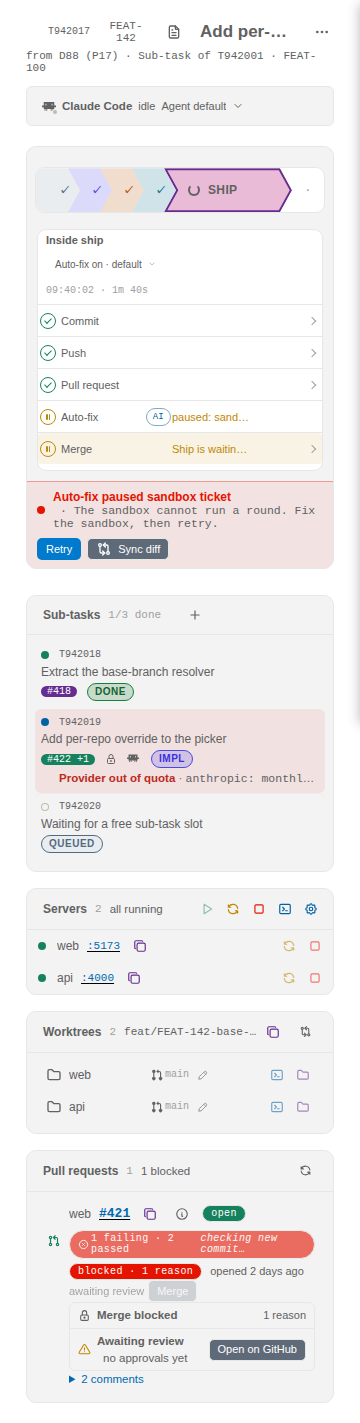 T942017 FEAT-142 Add per-…
from D88 (P17) · Sub-task of T942001 · FEAT-100
Claude Code idle Agent default
SHIP
Inside ship
Auto-fix on · default
09:40:02 · 1m 40s
Commit
Push
Pull request
Auto-fix AI paused: sand…
Merge Ship is waitin…
Auto-fix paused sandbox ticket
· The sandbox cannot run a round. Fix
the sandbox, then retry.
Retry Sync diff
Sub-tasks 1/3 done
T942018
Extract the base-branch resolver
#418 DONE
T942019
Add per-repo override to the picker
#422 +1 IMPL
Provider out of quota · anthropic: monthl…
T942020
Waiting for a free sub-task slot
QUEUED
Servers 2 all running
web :5173
api :4000
Worktrees 2 feat/FEAT-142-base-…
web main
api main
Pull requests 1 1 blocked
web #421 open
1 failing · 2 passed checking new commit…
blocked · 1 reason opened 2 days ago
awaiting review Merge
Merge blocked 1 reason
Awaiting review
no approvals yet
Open on GitHub
2 comments